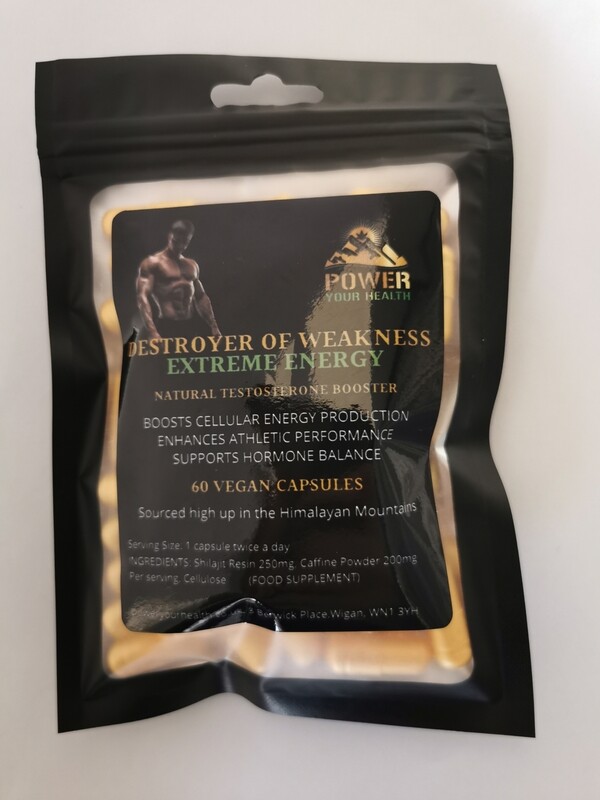 POWER
YOUR HEALTH
DESTROYER OF WEAKNESS
EXTREME ENERGY
NATURAL TESTOSTERONE BOOSTER
BOOSTS CELLULAR ENERGY PRODUCTION
ENHANCES ATHLETIC PERFORMANCE
SUPPORTS HORMONE BALANCE
60 VEGAN CAPSULES
Sourced high up in the Himalayan Mountains
Serving Size: 1 capsule twice a day
INGREDIENTS: Shilajit Resin 250mg, Caffine Powder 200mg
Per serving, Cellulose (FOOD SUPPLEMENT)
Place,Wigan, WN1 3YH